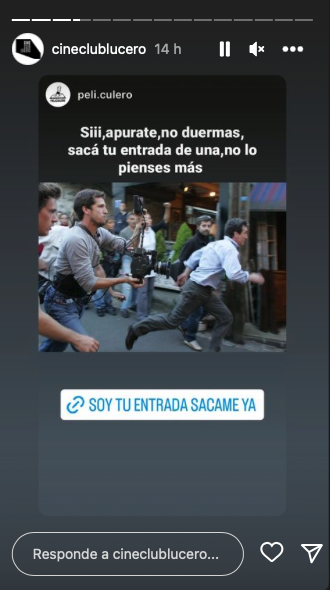 cineclublucero 14 h
peli.culero
Siii,apurate,no duermas,
sacá tu entrada de una,no lo
pienses más
SOY TU ENTRADA SACAME YA
Responde a cineclublucero...